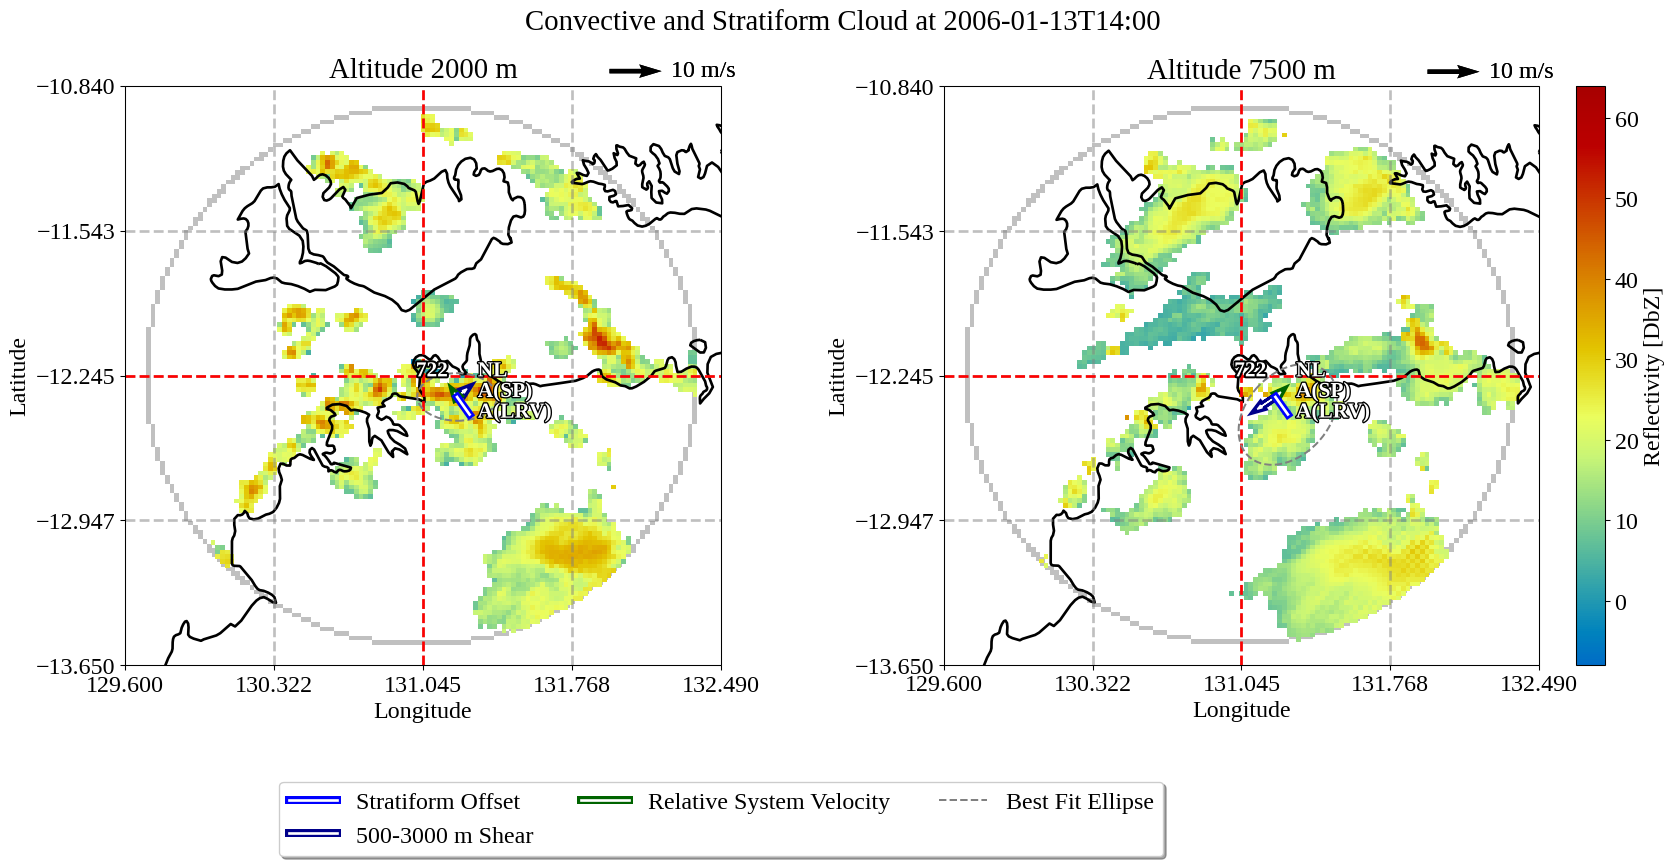 Convective and Stratiform Cloud at 2006-01-13T14:00
Altitude 2000 m
10 m/s
Altitude 7500 m
10 m/s
−10.840
−11.543
−12.245
−12.947
−13.650
Latitude
129.600
130.322
131.045
131.768
132.490
Longitude
722
NL
A(SP)
A(LRV)
−10.840
−11.543
−12.245
−12.947
−13.650
Latitude
129.600
130.322
131.045
131.768
132.490
Longitude
722
NL
A(SP)
A(LRV)
60
50
40
30
20
10
0
Reflectivity [DbZ]
Stratiform Offset
500-3000 m Shear
Relative System Velocity
Best Fit Ellipse